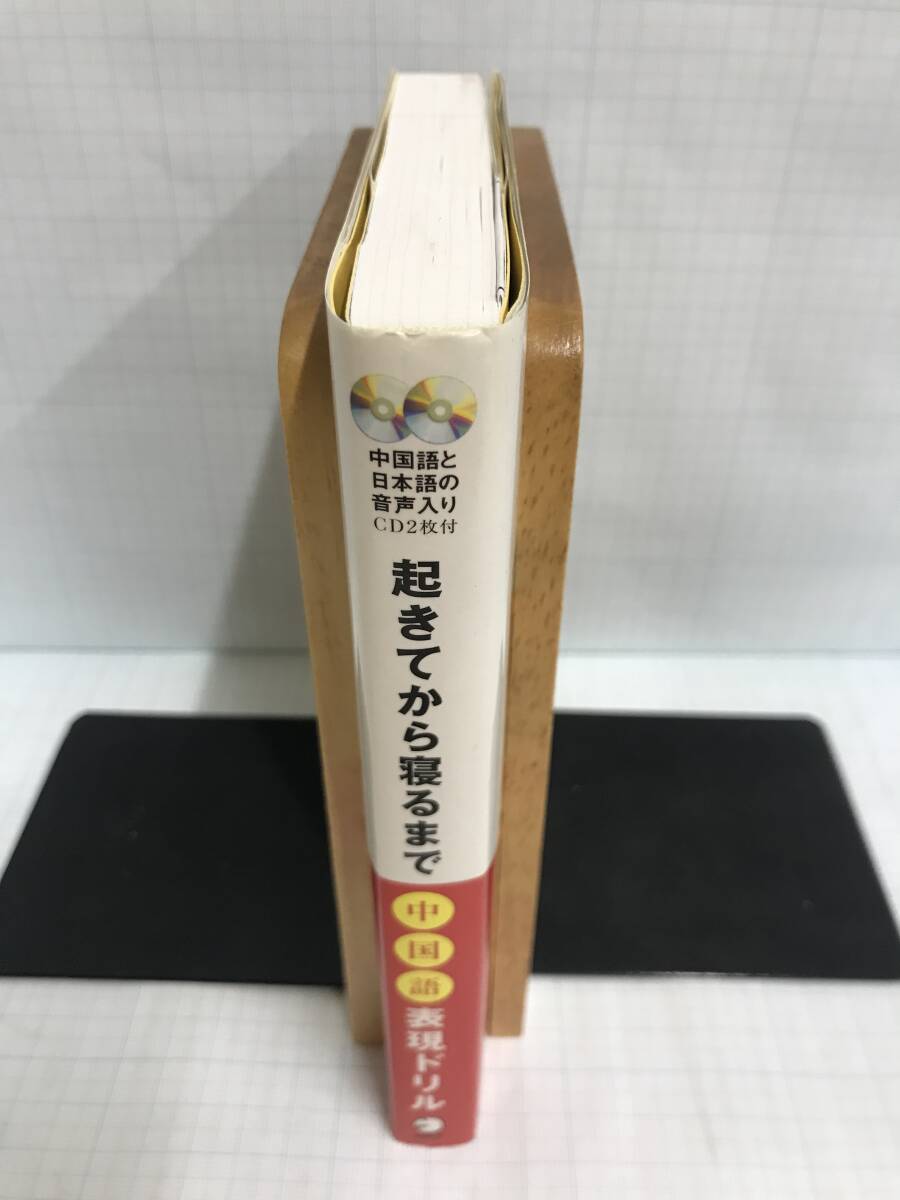 中国語と
日本語の
音声入り
CD2枚付
起きてから寝るまで
中国語
表現ドリル